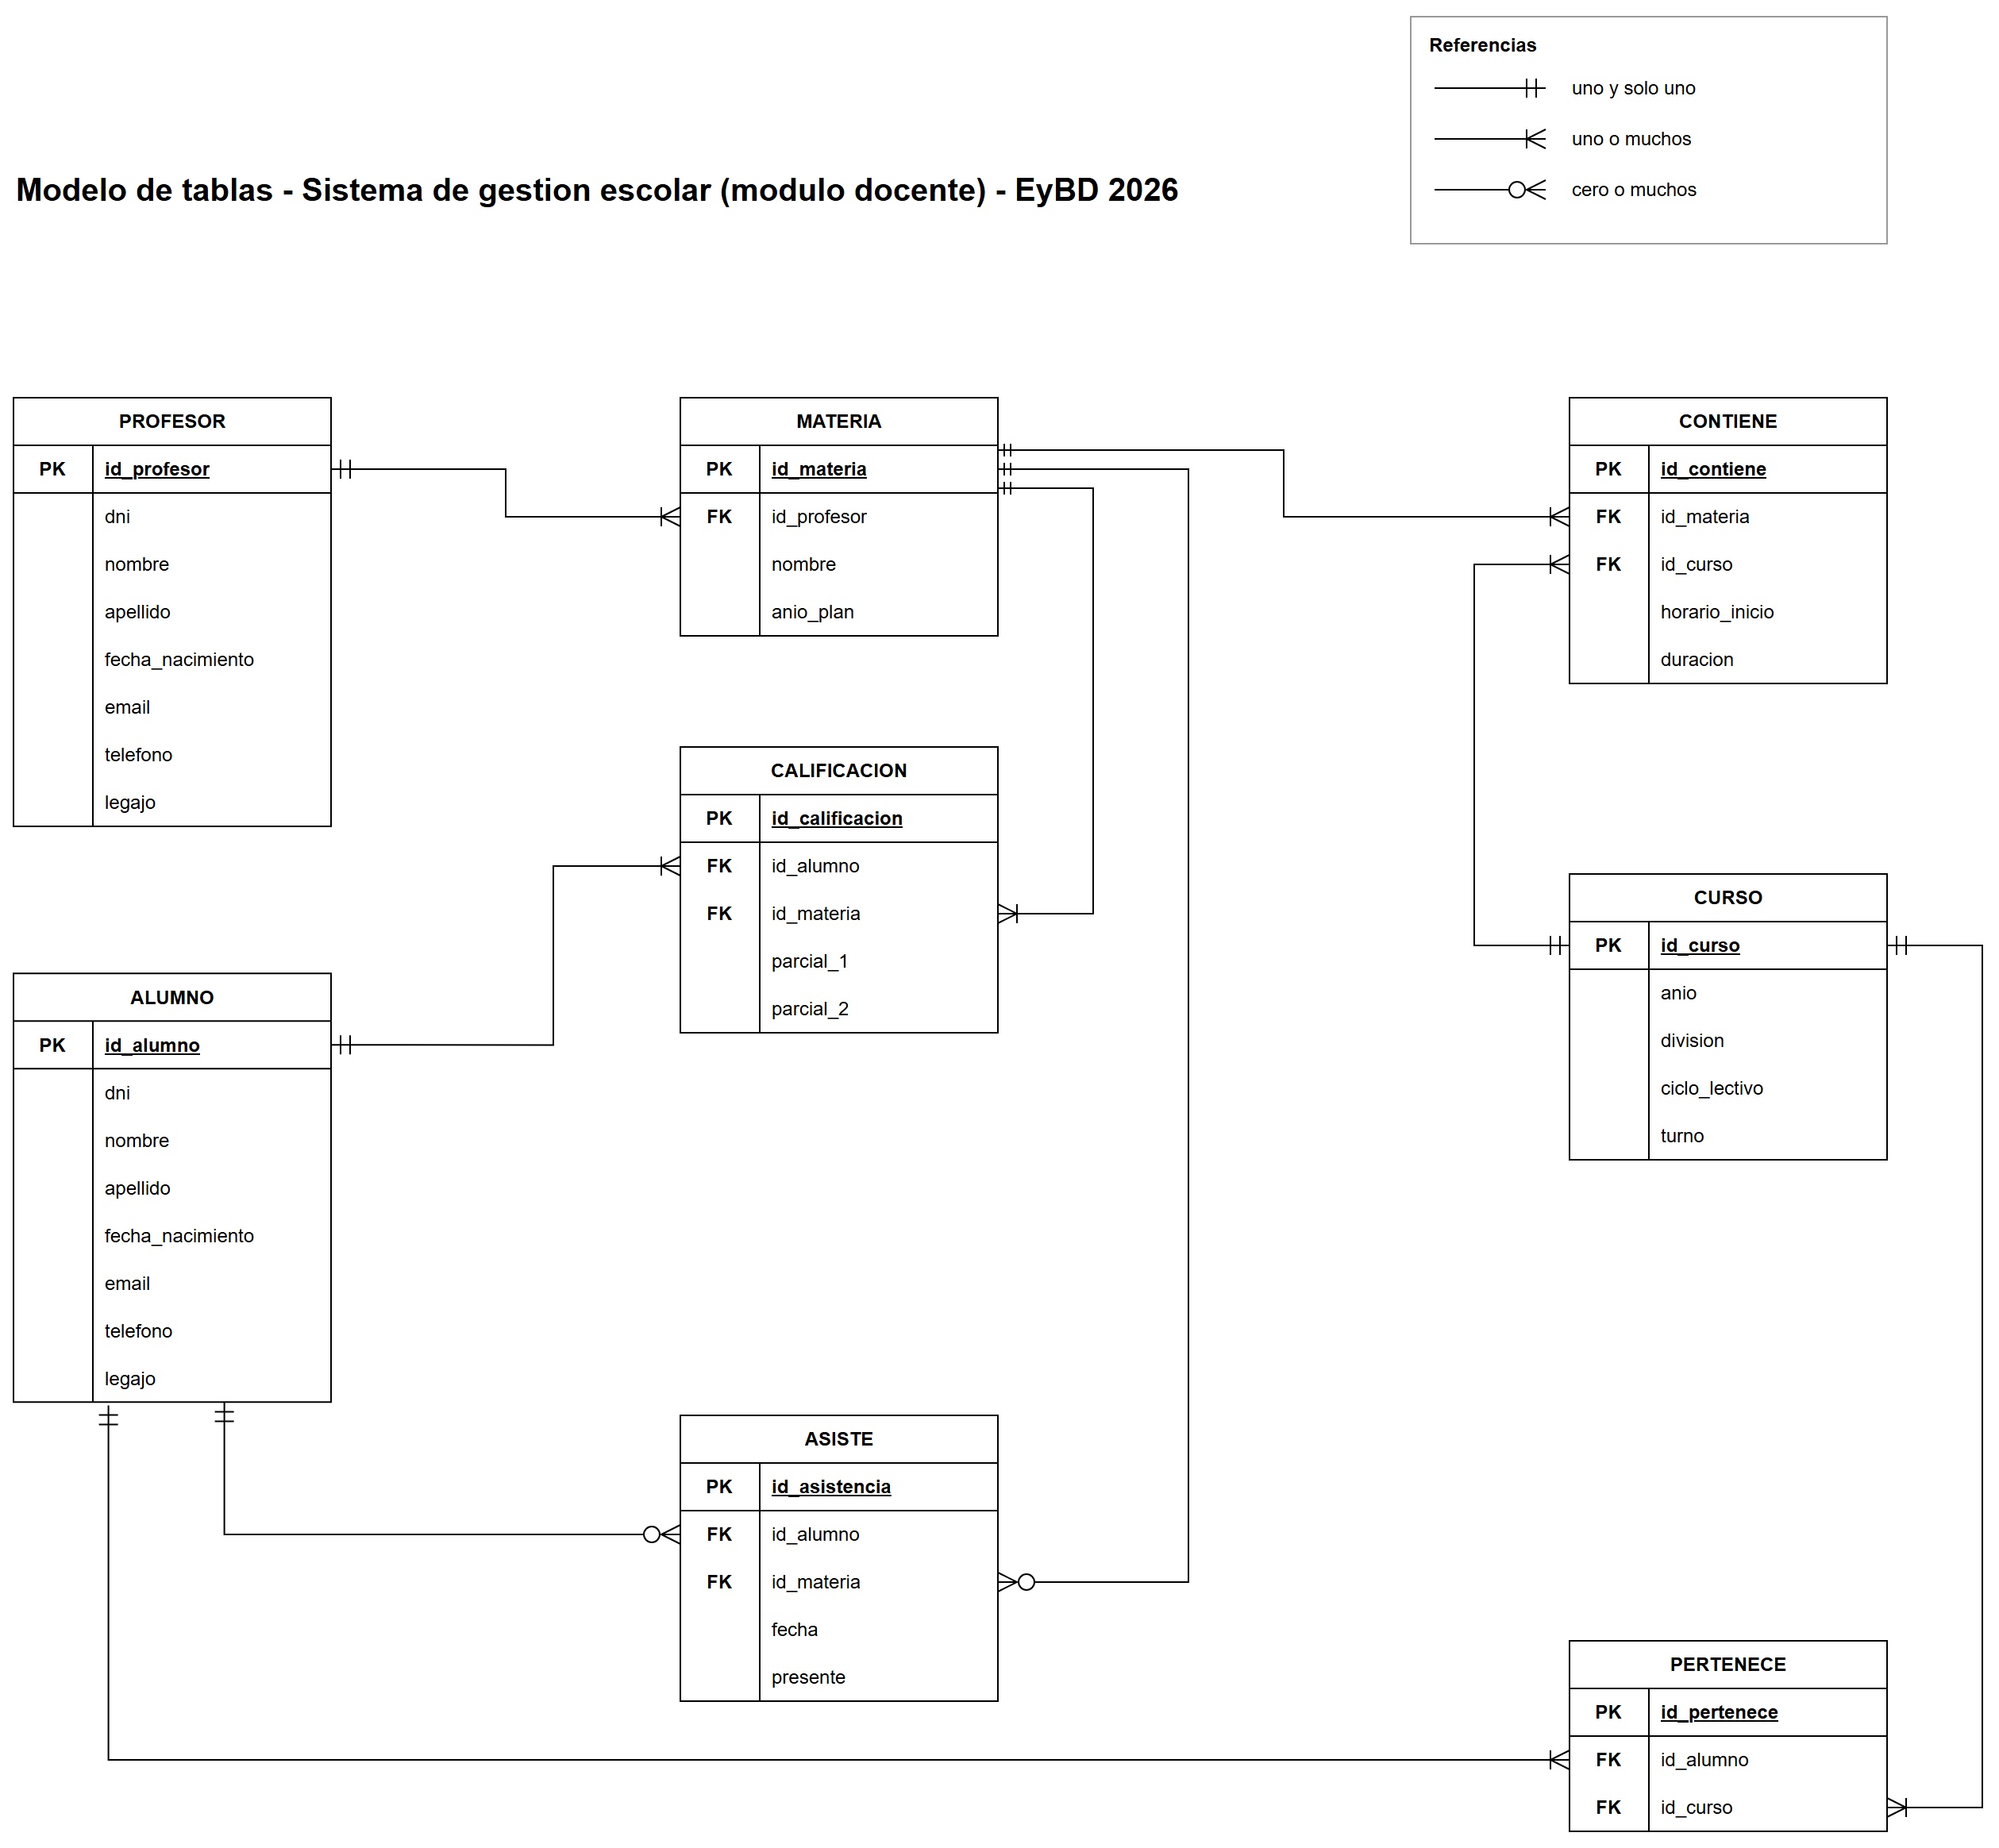 Referencias
uno y solo uno
uno o muchos
cero o muchos
Modelo de tablas - Sistema de gestion escolar (modulo docente) - EyBD 2026
PROFESOR
PK id_profesor
dni
nombre
apellido
fecha_nacimiento
email
telefono
legajo
MATERIA
PK id_materia
FK id_profesor
nombre
anio_plan
CONTIENE
PK id_contiene
FK id_materia
FK id_curso
horario_inicio
duracion
CALIFICACION
PK id_calificacion
FK id_alumno
FK id_materia
parcial_1
parcial_2
CURSO
PK id_curso
anio
division
ciclo_lectivo
turno
ALUMNO
PK id_alumno
dni
nombre
apellido
fecha_nacimiento
email
telefono
legajo
ASISTE
PK id_asistencia
FK id_alumno
FK id_materia
fecha
presente
PERTENECE
PK id_pertenece
FK id_alumno
FK id_curso